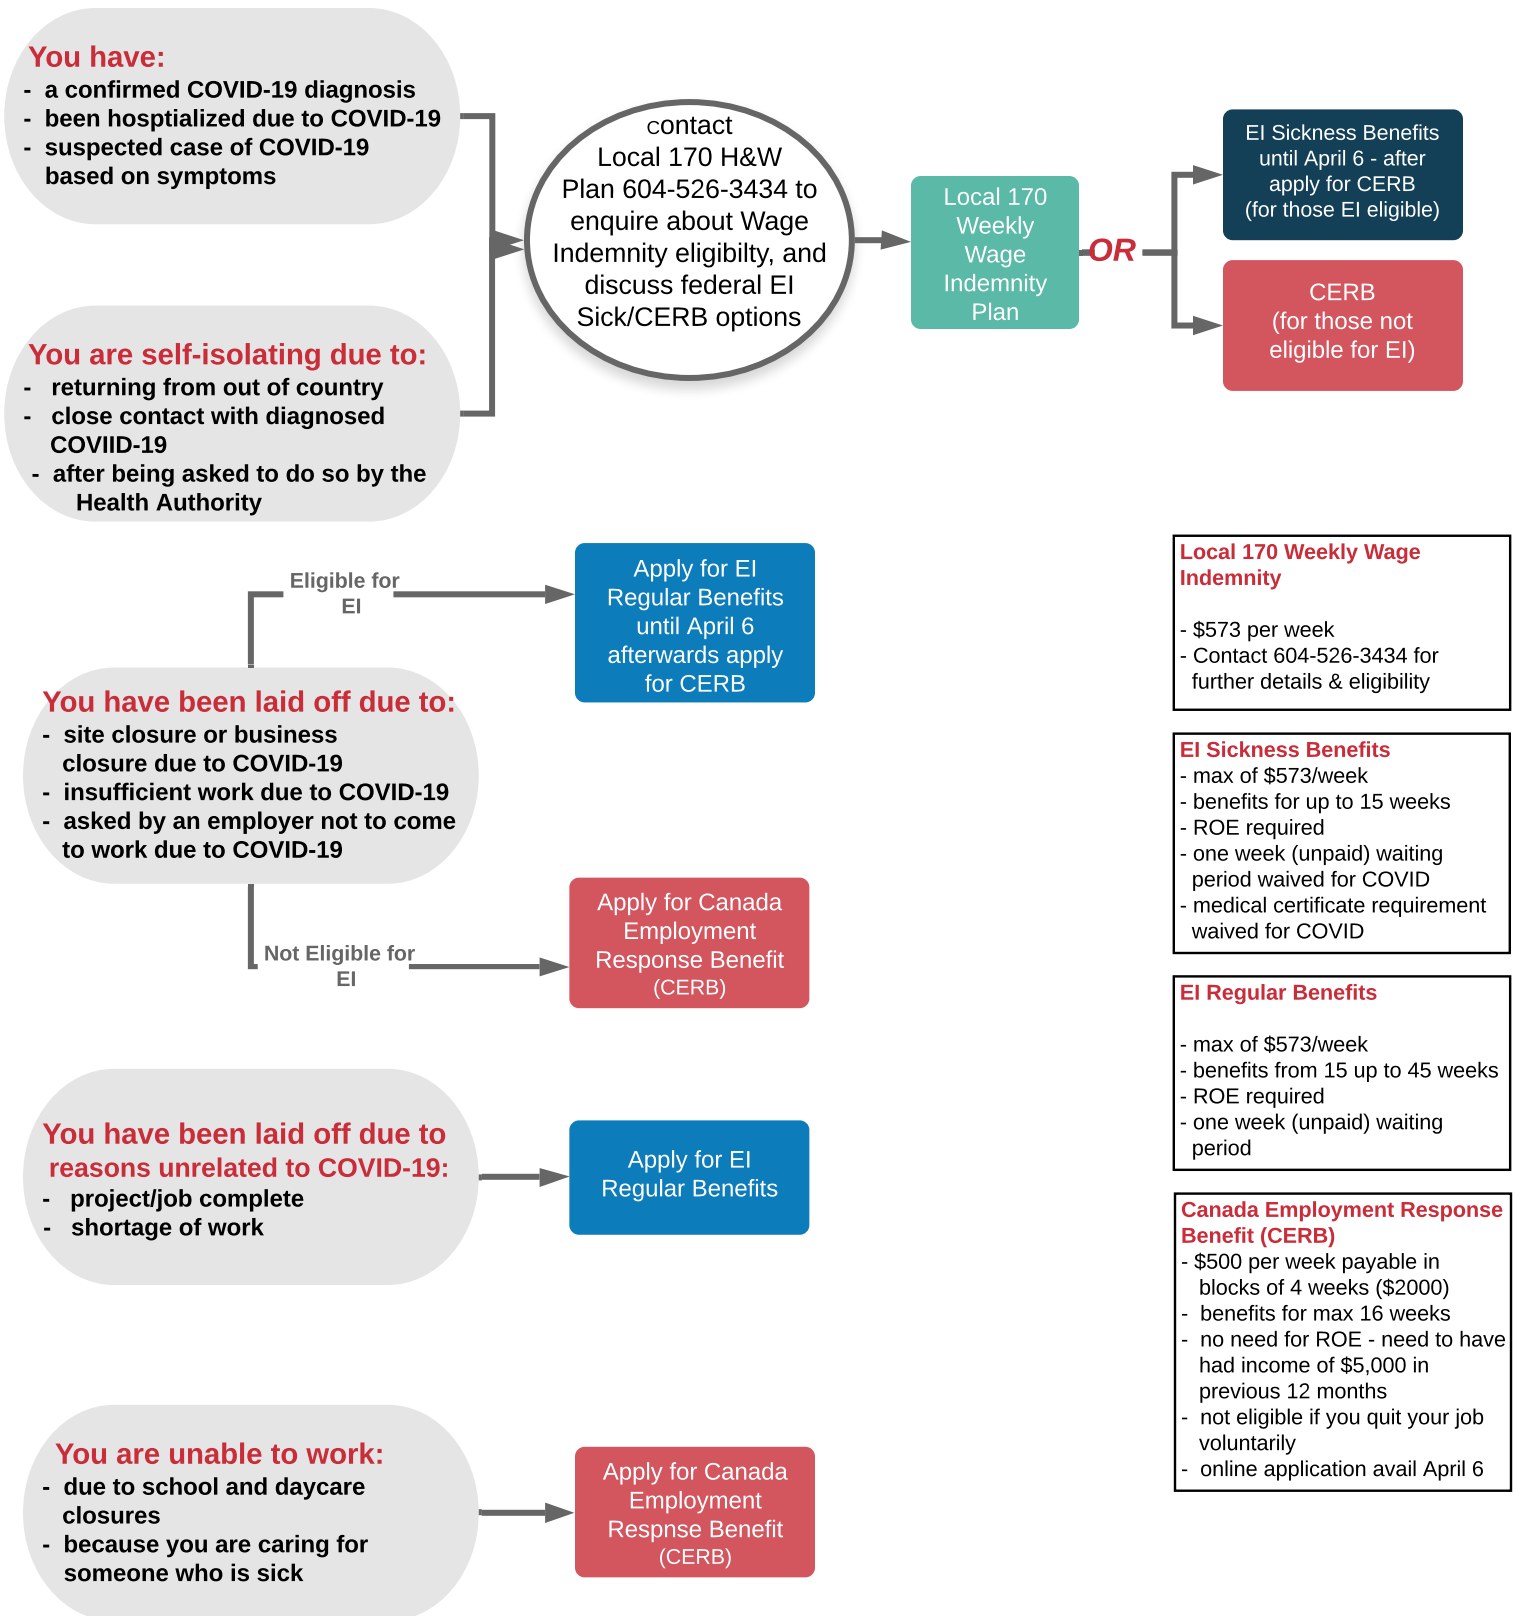 You have:
- a confirmed COVID-19 diagnosis
- been hosptialized due to COVID-19
- suspected case of COVID-19
based on symptoms
You are self-isolating due to:
- returning from out of country
- close contact with diagnosed
COVIID-19
- after being asked to do so by the
Health Authority
contact
Local 170 H&W
Plan 604-526-3434 to
enquire about Wage
Indemnity eligibilty, and
discuss federal EI
Sick/CERB options
Local 170
Weekly
Wage
Indemnity
Plan
OR
EI Sickness Benefits
until April 6 - after
apply for CERB
(for those EI eligible)
CERB
(for those not
eligible for EI)
Eligible for
EI
Apply for EI
Regular Benefits
until April 6
afterwards apply
for CERB
You have been laid off due to:
- site closure or business
closure due to COVID-19
- insufficient work due to COVID-19
- asked by an employer not to come
to work due to COVID-19
Not Eligible for
EI
Apply for Canada
Employment
Response Benefit
(CERB)
You have been laid off due to
reasons unrelated to COVID-19:
- project/job complete
- shortage of work
Apply for EI
Regular Benefits
You are unable to work:
- due to school and daycare
closures
- because you are caring for
someone who is sick
Apply for Canada
Employment
Respnse Benefit
(CERB)
Local 170 Weekly Wage
Indemnity
- $573 per week
- Contact 604-526-3434 for
further details & eligibility
EI Sickness Benefits
- max of $573/week
- benefits for up to 15 weeks
- ROE required
- one week (unpaid) waiting
period waived for COVID
- medical certificate requirement
waived for COVID
EI Regular Benefits
- max of $573/week
- benefits from 15 up to 45 weeks
- ROE required
- one week (unpaid) waiting
period
Canada Employment Response
Benefit (CERB)
- $500 per week payable in
blocks of 4 weeks ($2000)
- benefits for max 16 weeks
- no need for ROE - need to have
had income of $5,000 in
previous 12 months
- not eligible if you quit your job
voluntarily
- online application avail April 6